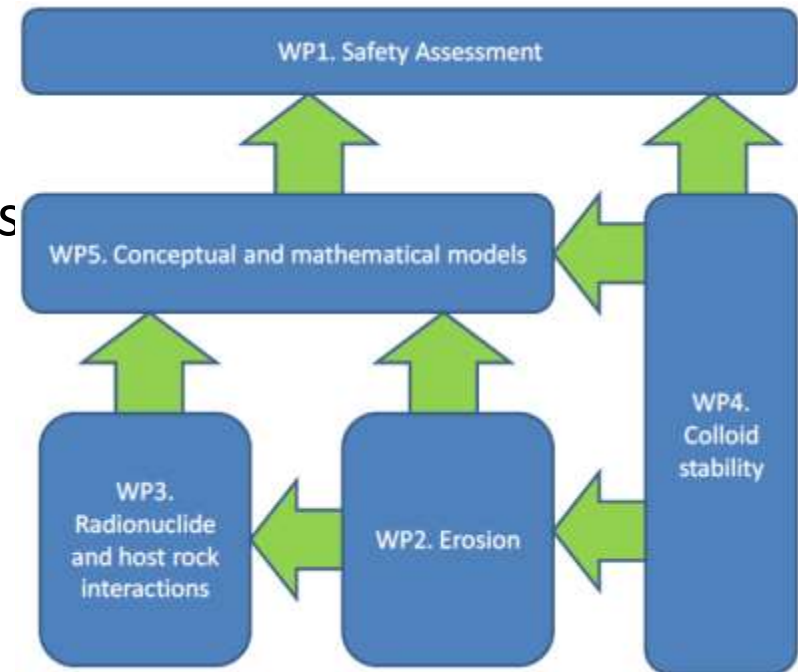 WP1. Safety Assessment
s
WP5. Conceptual and mathematical models
WP4.
Colloid
stability
WP3.
Radionuclide
and host rock
interactions
WP2. Erosion